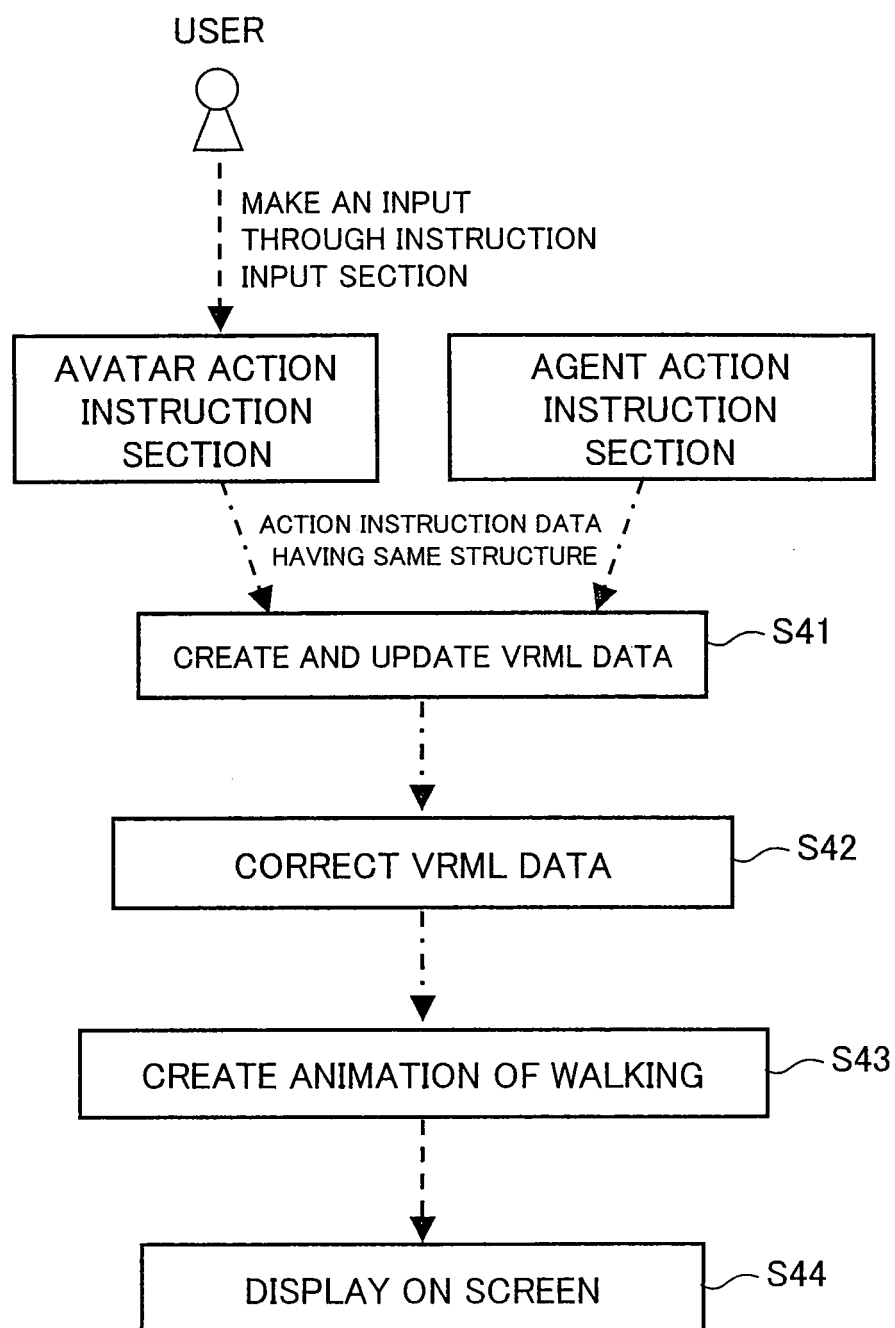 USER
MAKE AN INPUT
THROUGH INSTRUCTION
INPUT SECTION
AVATAR ACTION
INSTRUCTION
SECTION
AGENT ACTION
INSTRUCTION
SECTION
ACTION INSTRUCTION DATA
HAVING SAME STRUCTURE
CREATE AND UPDATE VRML DATA
S41
CORRECT VRML DATA
S42
CREATE ANIMATION OF WALKING
S43
DISPLAY ON SCREEN
S44